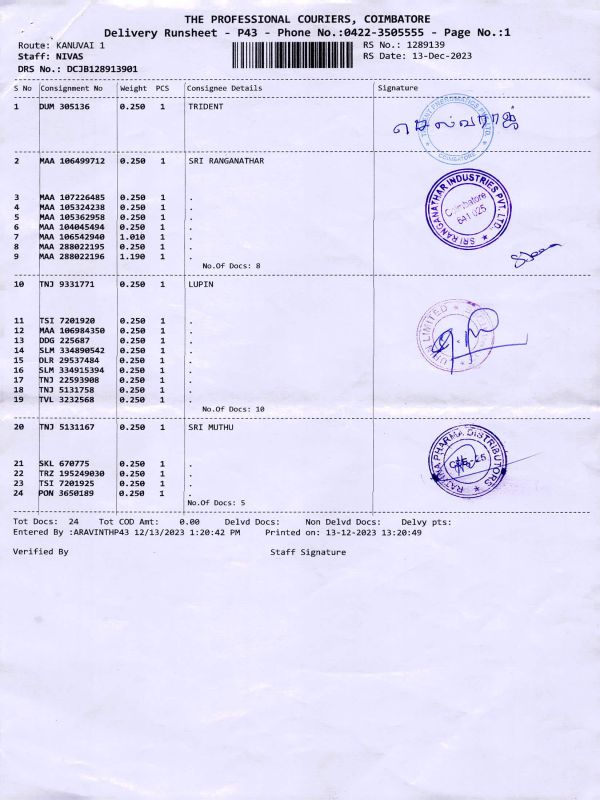 THE PROFESSIONAL COURIERS, COIMBATORE
Delivery Runsheet - P43 - Phone No.:0422-3505555 - Page No.:1
Route: KANUVAI 1 RS No.: 1289139
Staff: NIVAS RS Date: 13-Dec-2023
DRS No.: DCJB128913901
S No Consignment No Weight PCS Consignee Details Signature
1 DUM 305136 0.250 1 TRIDENT
செல்வராஜ்
COIMBATORE
2 MAA 106499712 0.250 1 SRI RANGANATHAR
SRI RANGANATHAR INDUSTRIES PVT. LTD.,
Coimbatore
641 025
3 MAA 107226485 0.250 1 .
4 MAA 105324238 0.250 1 .
5 MAA 105362958 0.250 1 .
6 MAA 104045494 0.250 1 .
7 MAA 106542940 1.010 1 .
8 MAA 288022195 0.250 1 .
9 MAA 288022196 1.190 1 .
No.Of Docs: 8
10 TNJ 9331771 0.250 1 LUPIN
LIMITED
11 TSI 7201920 0.250 1 .
12 MAA 106984350 0.250 1 .
13 DDG 225687 0.250 1 .
14 SLM 334890542 0.250 1 .
15 DLR 29537484 0.250 1 .
16 SLM 334915394 0.250 1 .
17 TNJ 22593908 0.250 1 .
18 TNJ 5131758 0.250 1 .
19 TVL 3232568 0.250 1 .
No.Of Docs: 10
20 TNJ 5131167 0.250 1 SRI MUTHU
PHARMA DISTRIBUTORS
21 SKL 670775 0.250 1 .
22 TRZ 195249030 0.250 1 .
23 TSI 7201925 0.250 1 .
24 PON 3650189 0.250 1 .
No.Of Docs: 5
Tot Docs: 24 Tot COD Amt: 0.00 Delvd Docs: Non Delvd Docs: Delvy pts:
Entered By :ARAVINTHP43 12/13/2023 1:20:42 PM Printed on: 13-12-2023 13:20:49
Verified By Staff Signature